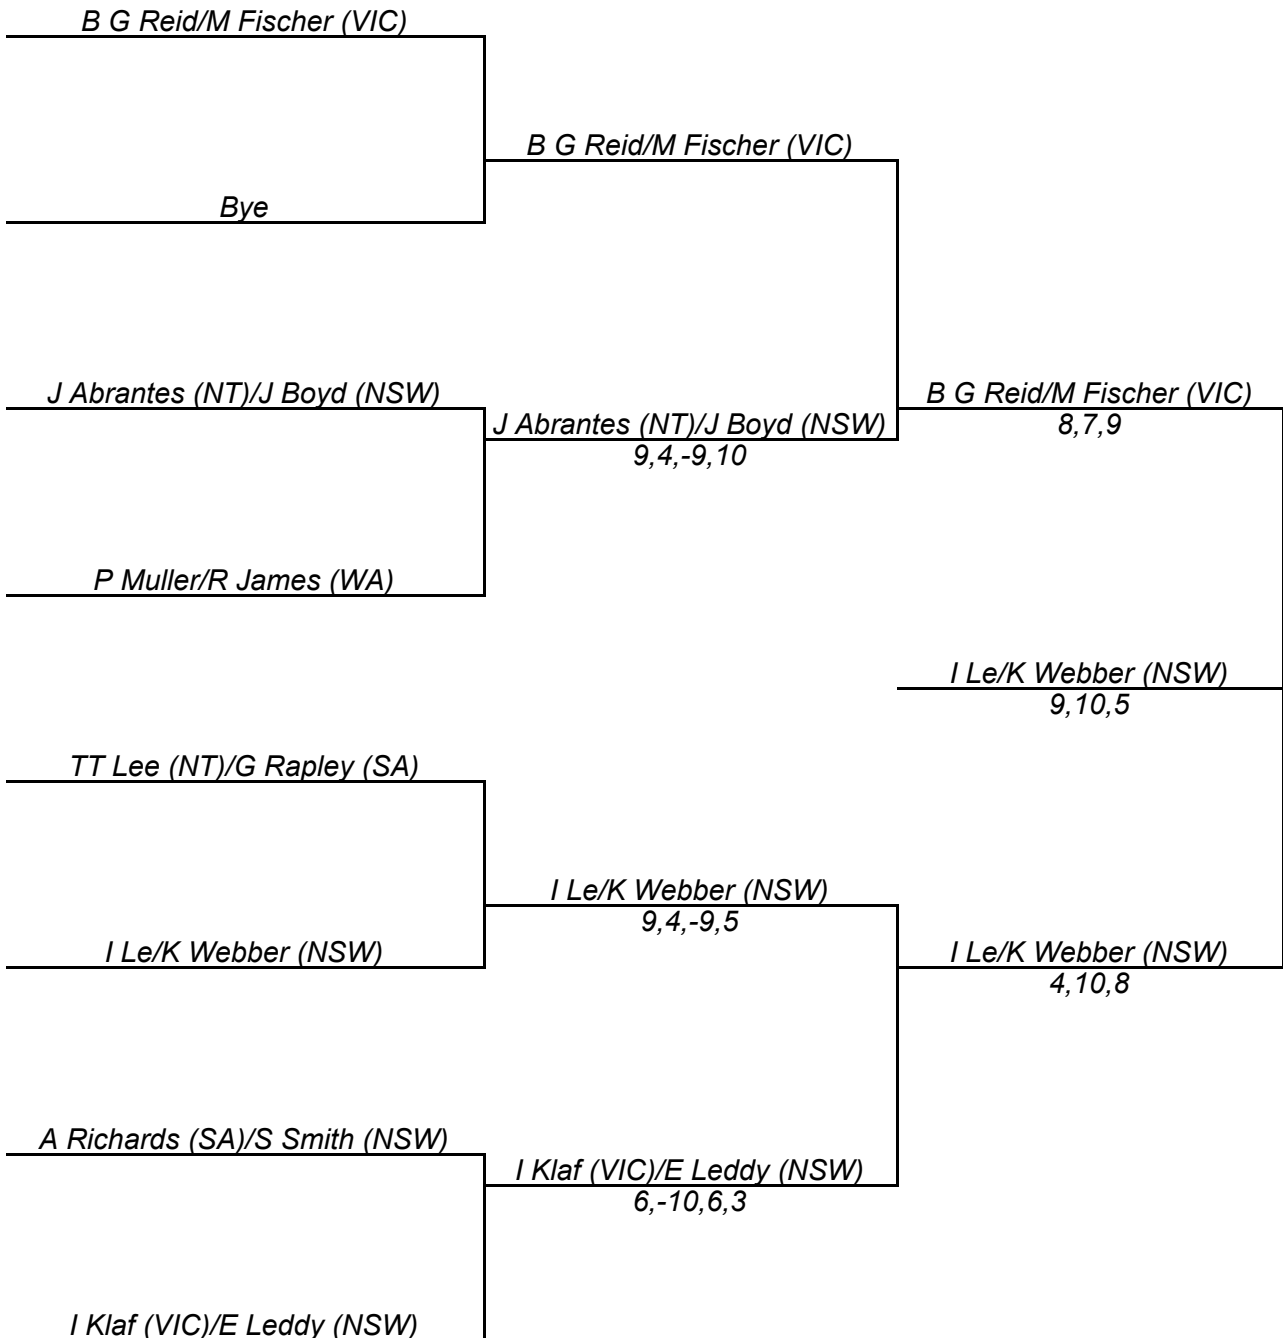 B G Reid/M Fischer (VIC)
B G Reid/M Fischer (VIC)
Bye
J Abrantes (NT)/J Boyd (NSW)
B G Reid/M Fischer (VIC)
8,7,9
J Abrantes (NT)/J Boyd (NSW)
9,4,-9,10
P Muller/R James (WA)
I Le/K Webber (NSW)
9,10,5
TT Lee (NT)/G Rapley (SA)
I Le/K Webber (NSW)
9,4,-9,5
I Le/K Webber (NSW)
I Le/K Webber (NSW)
4,10,8
A Richards (SA)/S Smith (NSW)
I Klaf (VIC)/E Leddy (NSW)
6,-10,6,3
I Klaf (VIC)/E Leddy (NSW)